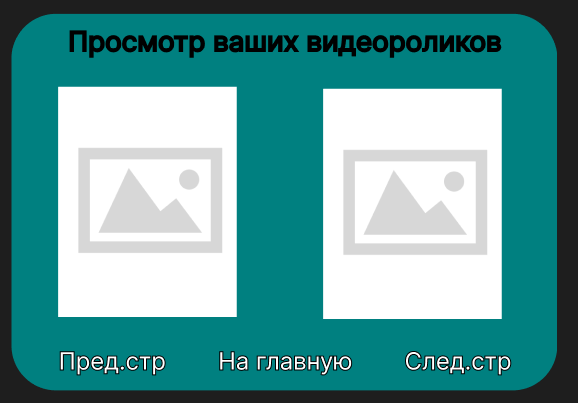 Просмотр ваших видеороликов
Пред.стр На главную След.стр